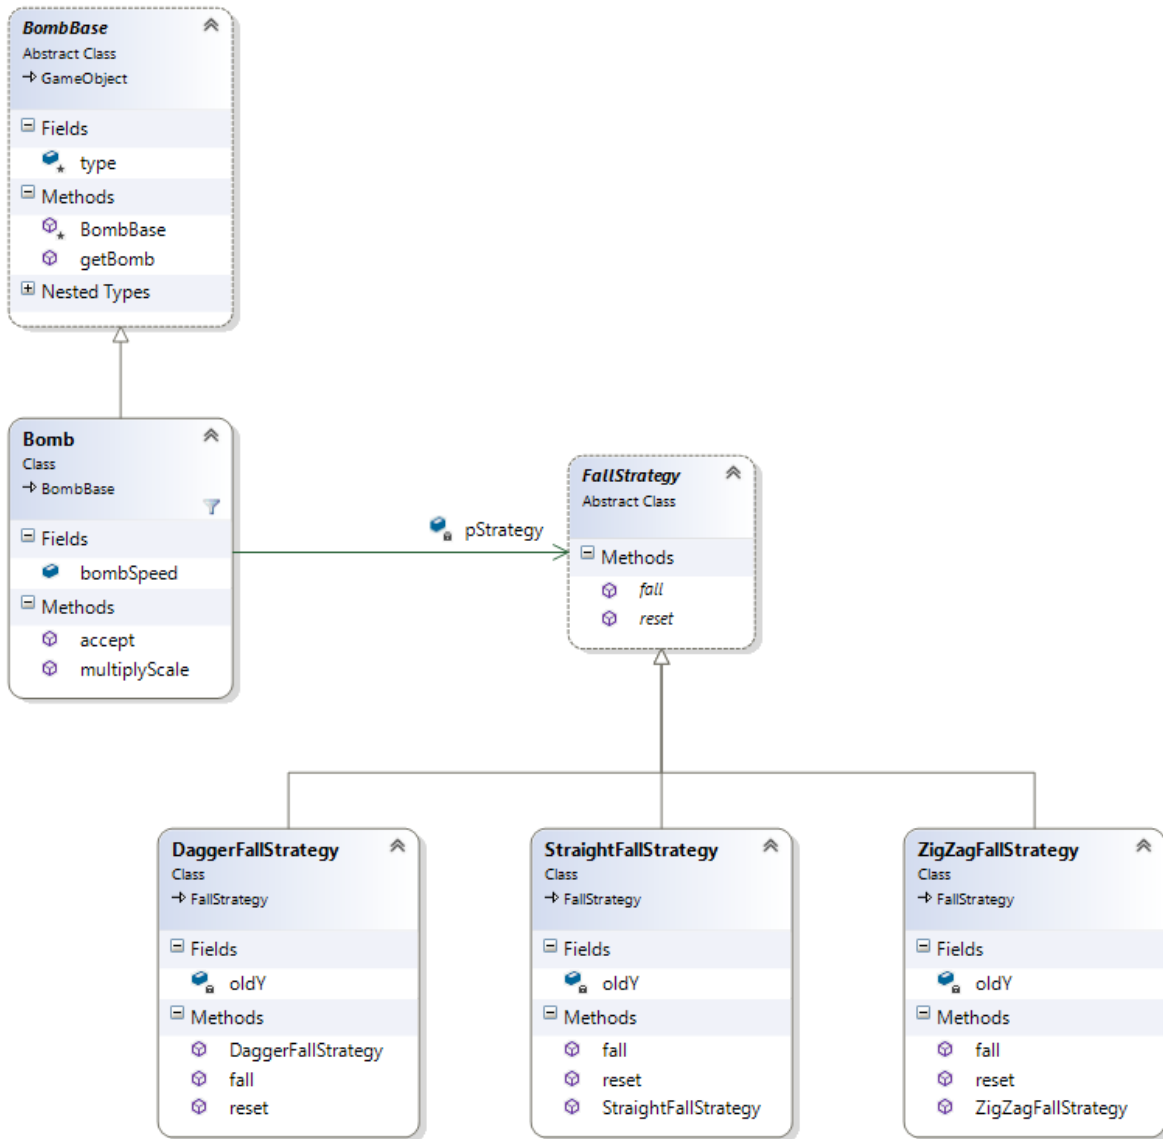 BombBase
Abstract Class
GameObject
Fields
type
Methods
BombBase
getBomb
Nested Types
Bomb
Class
BombBase
Fields
bombSpeed
Methods
accept
multiplyScale
pStrategy
FallStrategy
Abstract Class
Methods
fall
reset
DaggerFallStrategy
Class
FallStrategy
Fields
oldY
Methods
DaggerFallStrategy
fall
reset
StraightFallStrategy
Class
FallStrategy
Fields
oldY
Methods
fall
reset
StraightFallStrategy
ZigZagFallStrategy
Class
FallStrategy
Fields
oldY
Methods
fall
reset
ZigZagFallStrategy